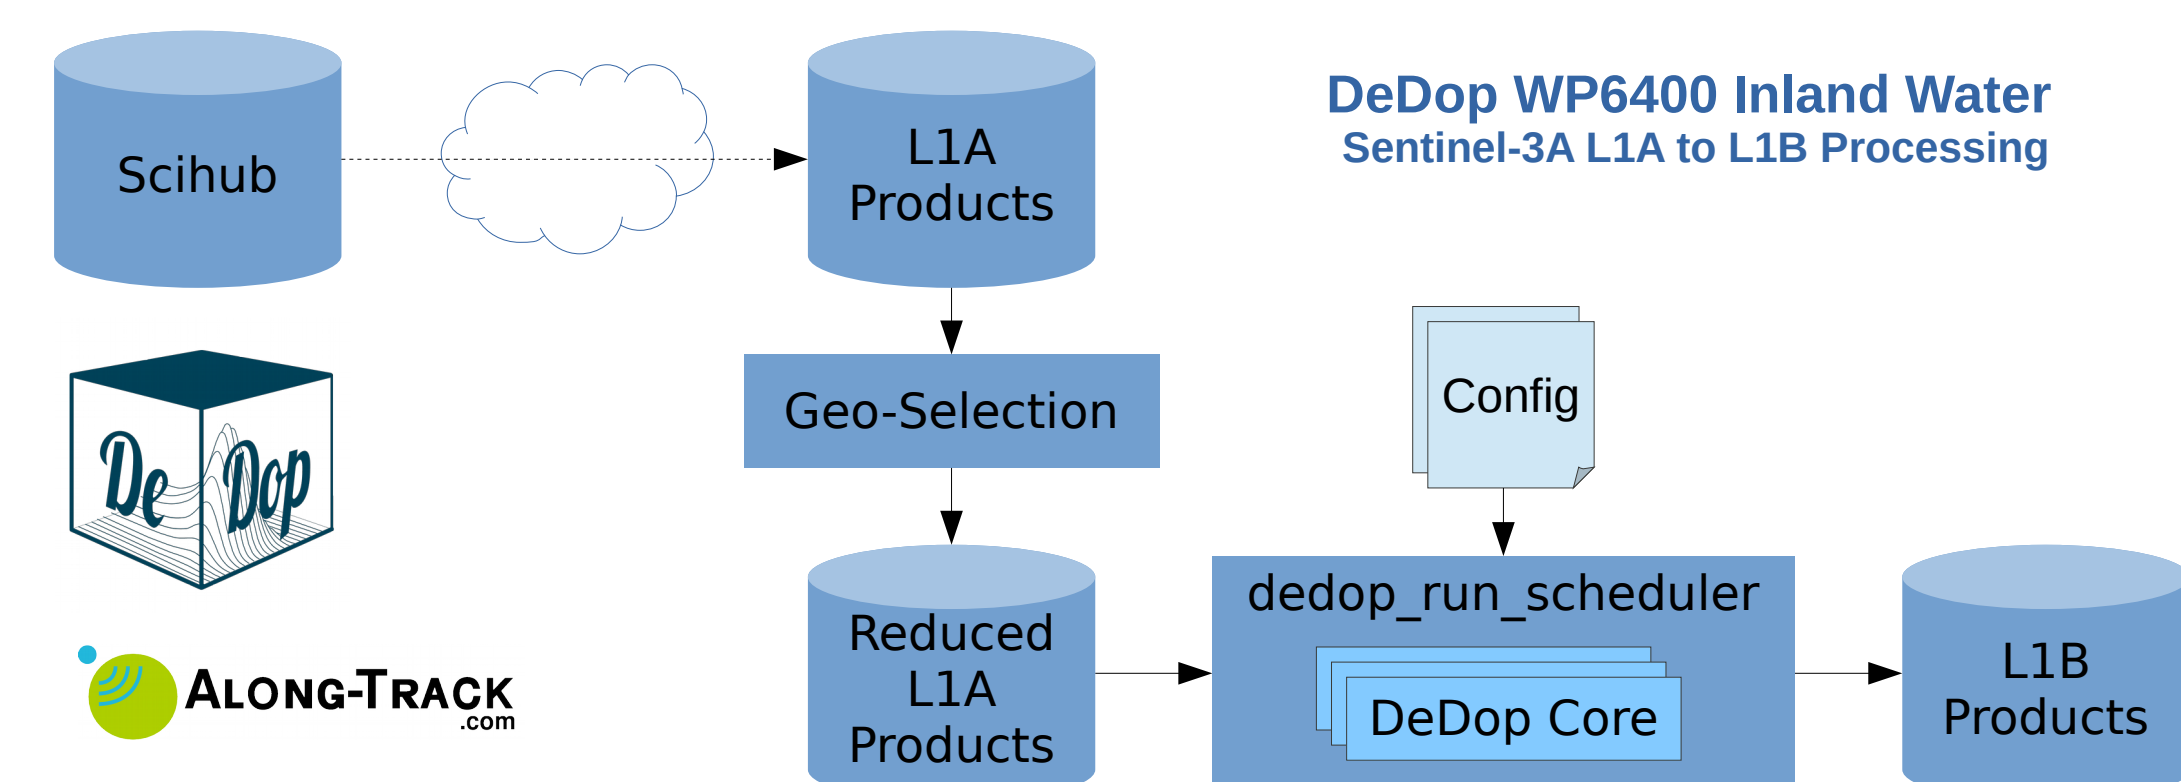 Scihub
L1A
Products
DeDop WP6400 Inland Water
Sentinel-3A L1A to L1B Processing
Geo-Selection
Config
De Dop
Reduced
L1A
Products
dedop_run_scheduler
DeDop Core
L1B
Products
ALONG-TRACK
.com